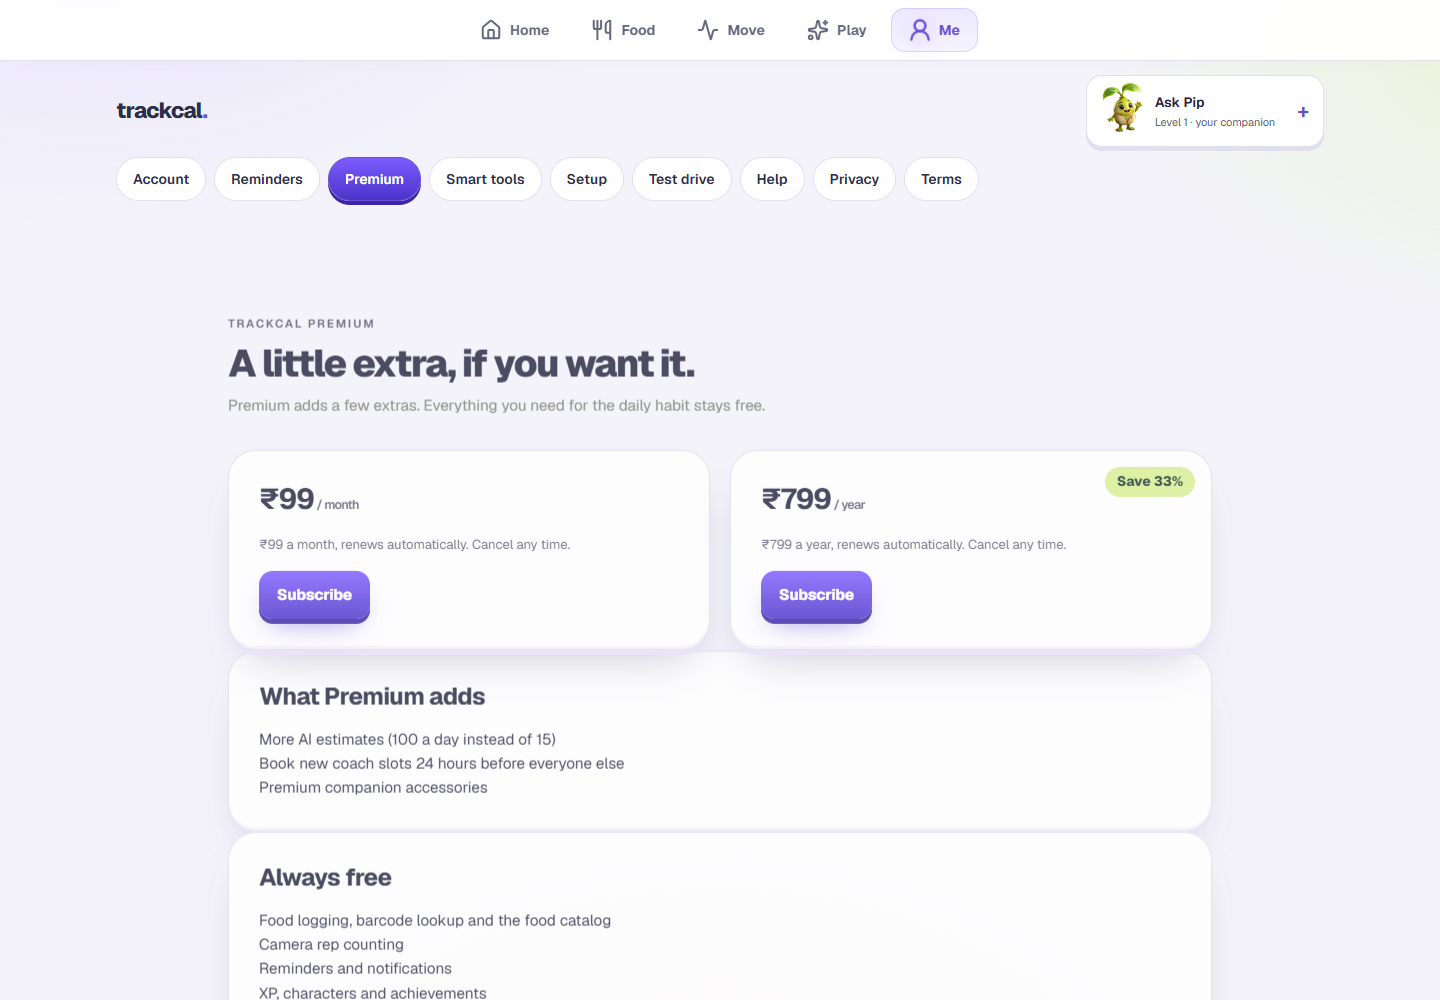 Home
Food
Move
Play
Me
trackcal.
Ask Pip
Level 1 · your companion
+
Account
Reminders
Premium
Smart tools
Setup
Test drive
Help
Privacy
Terms
TRACKCAL PREMIUM
A little extra, if you want it.
Premium adds a few extras. Everything you need for the daily habit stays free.
₹99 / month
₹99 a month, renews automatically. Cancel any time.
Subscribe
Save 33%
₹799 / year
₹799 a year, renews automatically. Cancel any time.
Subscribe
What Premium adds
More AI estimates (100 a day instead of 15)
Book new coach slots 24 hours before everyone else
Premium companion accessories
Always free
Food logging, barcode lookup and the food catalog
Camera rep counting
Reminders and notifications
XP, characters and achievements